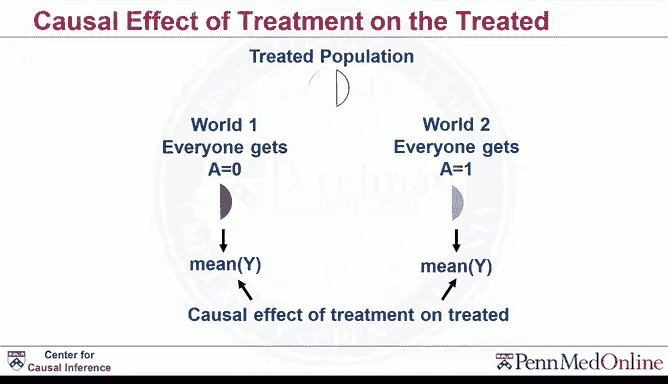 Causal Effect of Treatment on the Treated
Treated Population
World 1
Everyone gets
A=0
World 2
Everyone gets
A=1
mean(Y)
mean(Y)
Causal effect of treatment on treated
Center for
Causal Inference
PennMedOnline